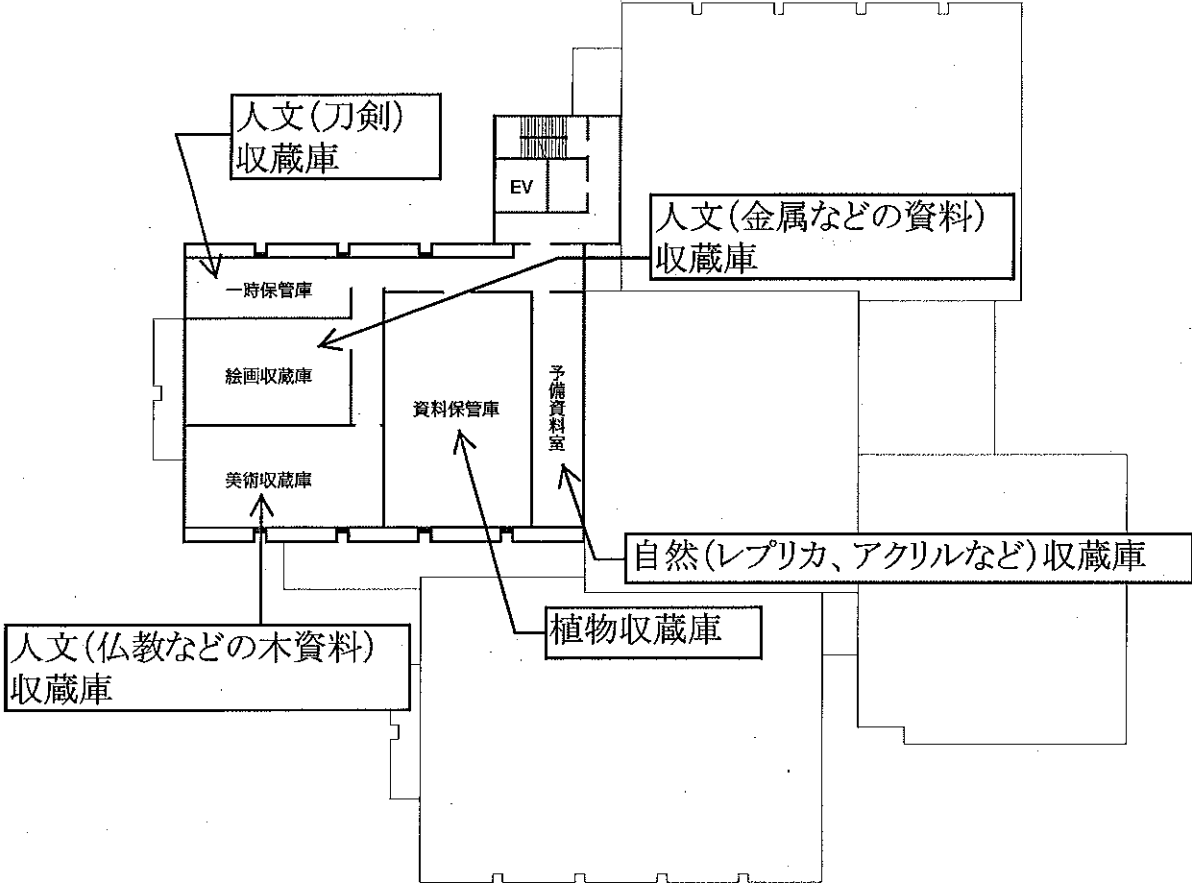 人文(刀剣)
収蔵庫
EV
人文(金属などの資料)
収蔵庫
一時保管庫
絵画収蔵庫
資料保管庫
予備資料室
美術収蔵庫
自然(レプリカ、アクリルなど)収蔵庫
植物収蔵庫
人文(仏教などの木資料)
収蔵庫